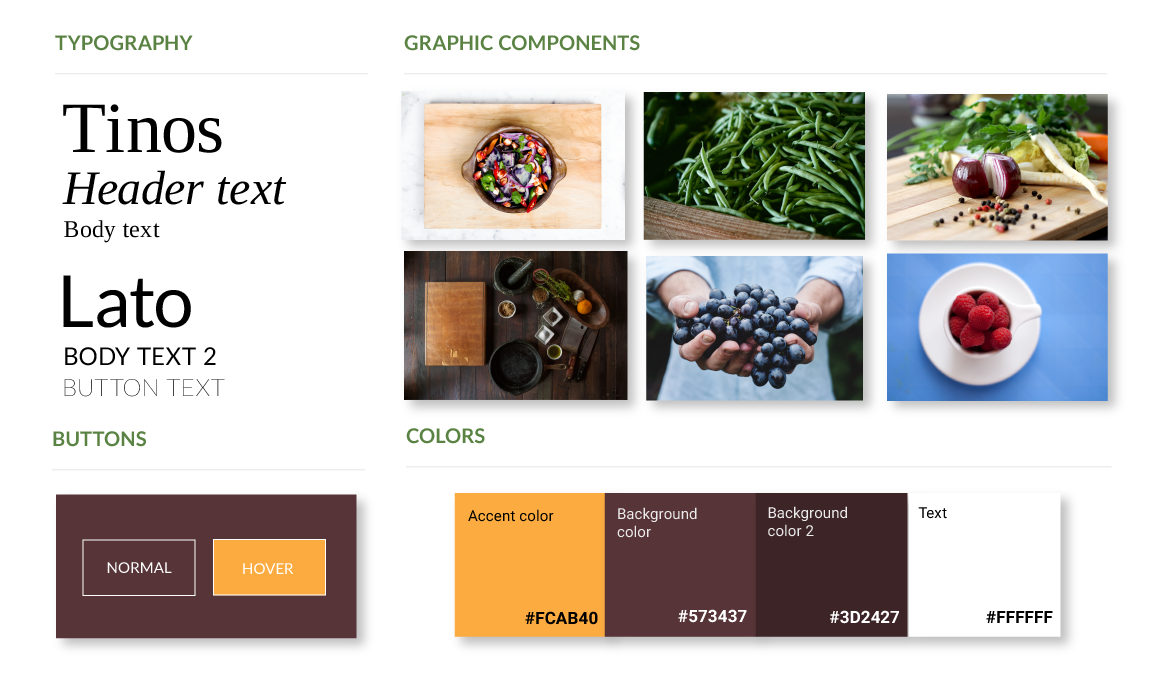 TYPOGRAPHY
Tinos
Header text
Body text
Lato
BODY TEXT 2
BUTTON TEXT
GRAPHIC COMPONENTS
BUTTONS
NORMAL
HOVER
COLORS
Accent color
#FCAB40
Background
color
#573437
Background
color 2
#3D2427
Text
#FFFFFF